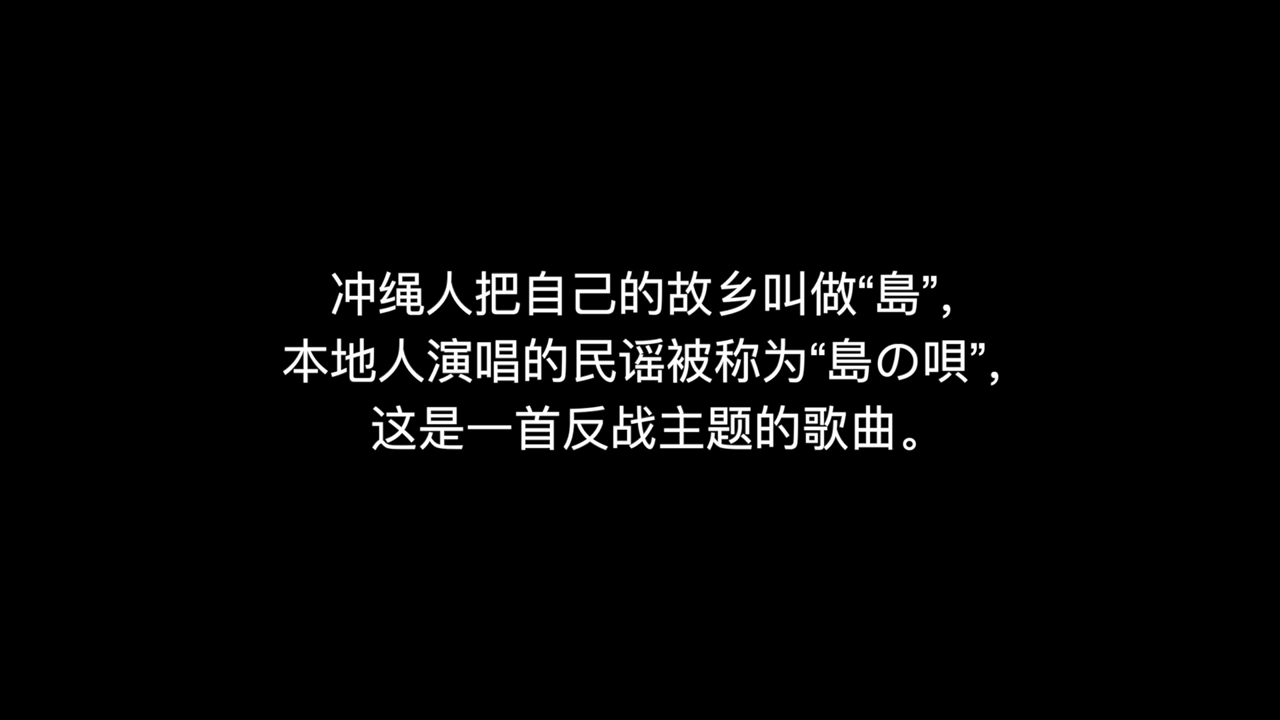 冲绳人把自己的故乡叫做“島”，
本地人演唱的民谣被称为“島の唄”，
这是一首反战主题的歌曲。